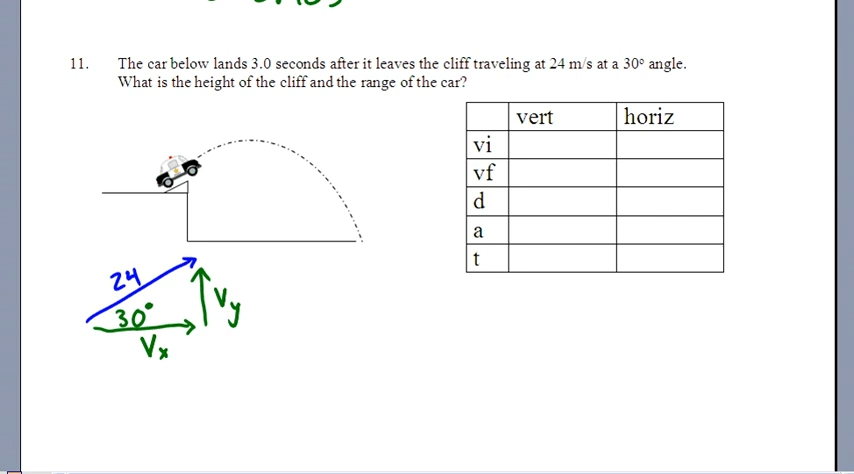 11. The car below lands 3.0 seconds after it leaves the cliff traveling at 24 m/s at a 30° angle.
What is the height of the cliff and the range of the car?
vert horiz
vi
vf
d
a
t
24
30°
Vy
Vx